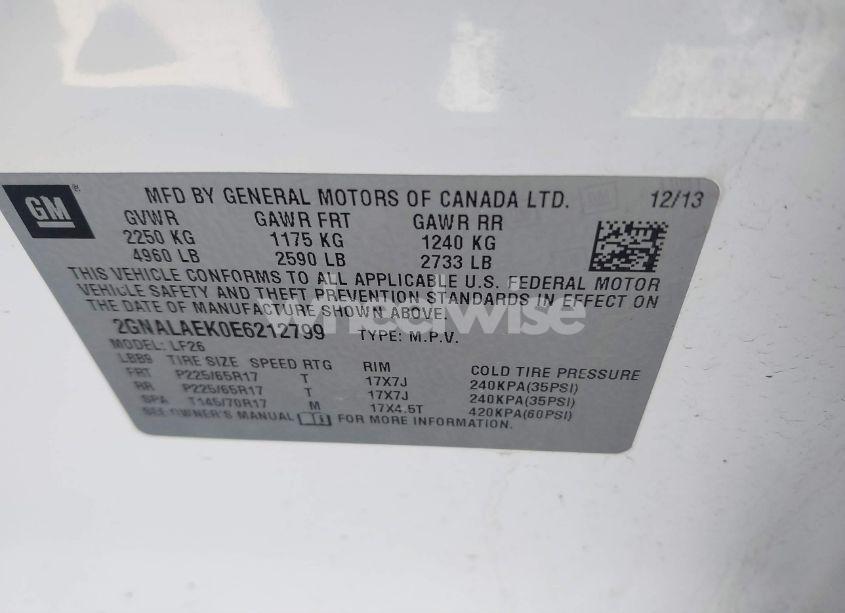 GM
MFD BY GENERAL MOTORS OF CANADA LTD. 12/13
GVWR GAWR FRT GAWR RR
2250 KG 1175 KG 1240 KG
4960 LB 2590 LB 2733 LB
THIS VEHICLE CONFORMS TO ALL APPLICABLE U.S. FEDERAL MOTOR
VEHICLE SAFETY AND THEFT PREVENTION STANDARDS IN EFFECT ON
THE DATE OF MANUFACTURE SHOWN ABOVE.
wheelwise
2GNALAEK0E6212799 TYPE: M.P.V.
MODEL: LF26
LBB9 TIRE SIZE SPEED RTG RIM COLD TIRE PRESSURE
FRT P225/65R17 T 17X7J 240KPA(35PSI)
RR P225/65R17 T 17X7J 240KPA(35PSI)
SPA T145/70R17 M 17X4.5T 420KPA(60PSI)
SEE OWNER'S MANUAL FOR MORE INFORMATION.